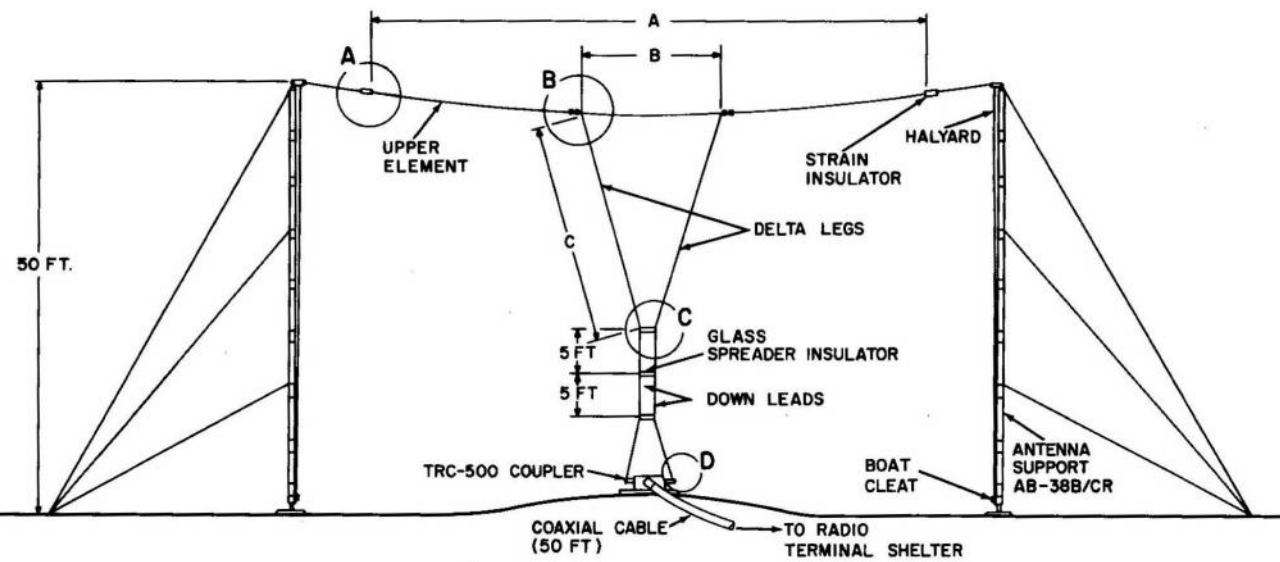 A
B
A
B
UPPER
ELEMENT
STRAIN
INSULATOR
HALYARD
50 FT.
C
DELTA LEGS
C
5 FT
GLASS
SPREADER INSULATOR
5 FT
DOWN LEADS
TRC-500 COUPLER
D
BOAT
CLEAT
ANTENNA
SUPPORT
AB-38B/CR
COAXIAL CABLE
(50 FT)
TO RADIO
TERMINAL SHELTER